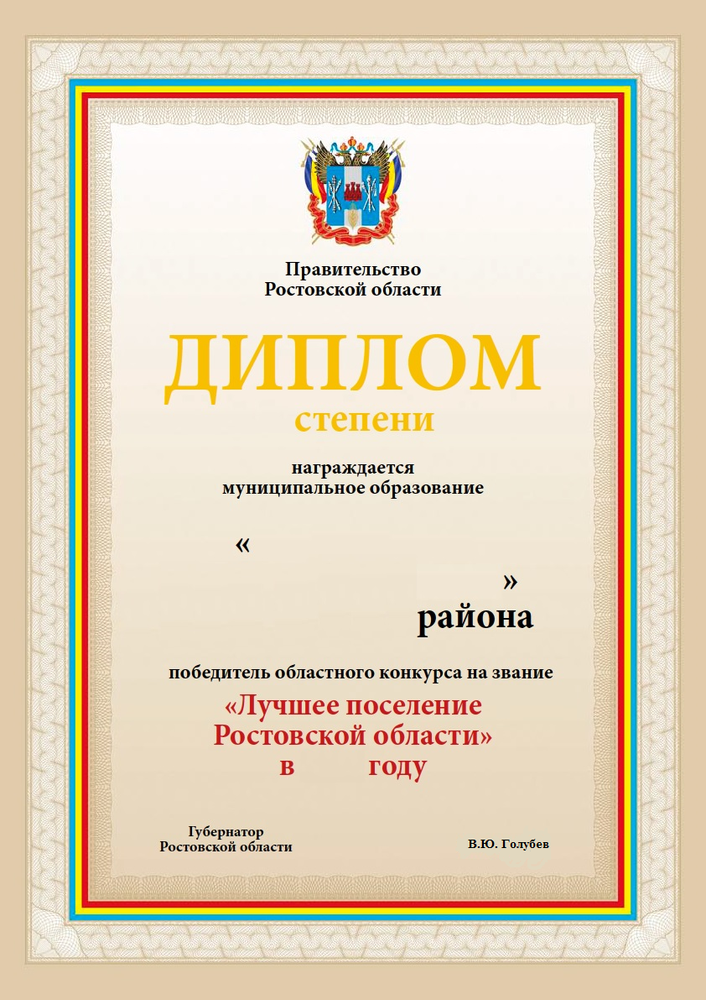 Правительство
Ростовской области
ДИПЛОМ
степени
награждается
муниципальное образование
«
»
района
победитель областного конкурса на звание
«Лучшее поселение
Ростовской области»
в году
Губернатор
Ростовской области
В.Ю. Голубев